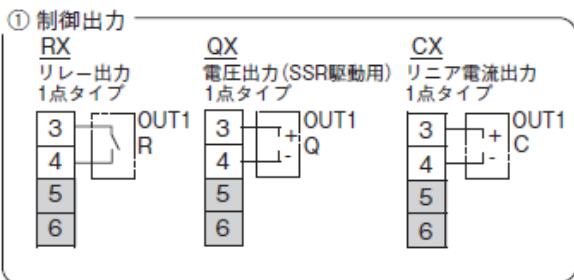 ① 制御出力
RX
リレー出力
1点タイプ
3
4
5
6
OUT1
R
QX
電圧出力(SSR駆動用)
1点タイプ
3
4
5
6
+
-
OUT1
Q
CX
リニア電流出力
1点タイプ
3
4
5
6
+
-
OUT1
C